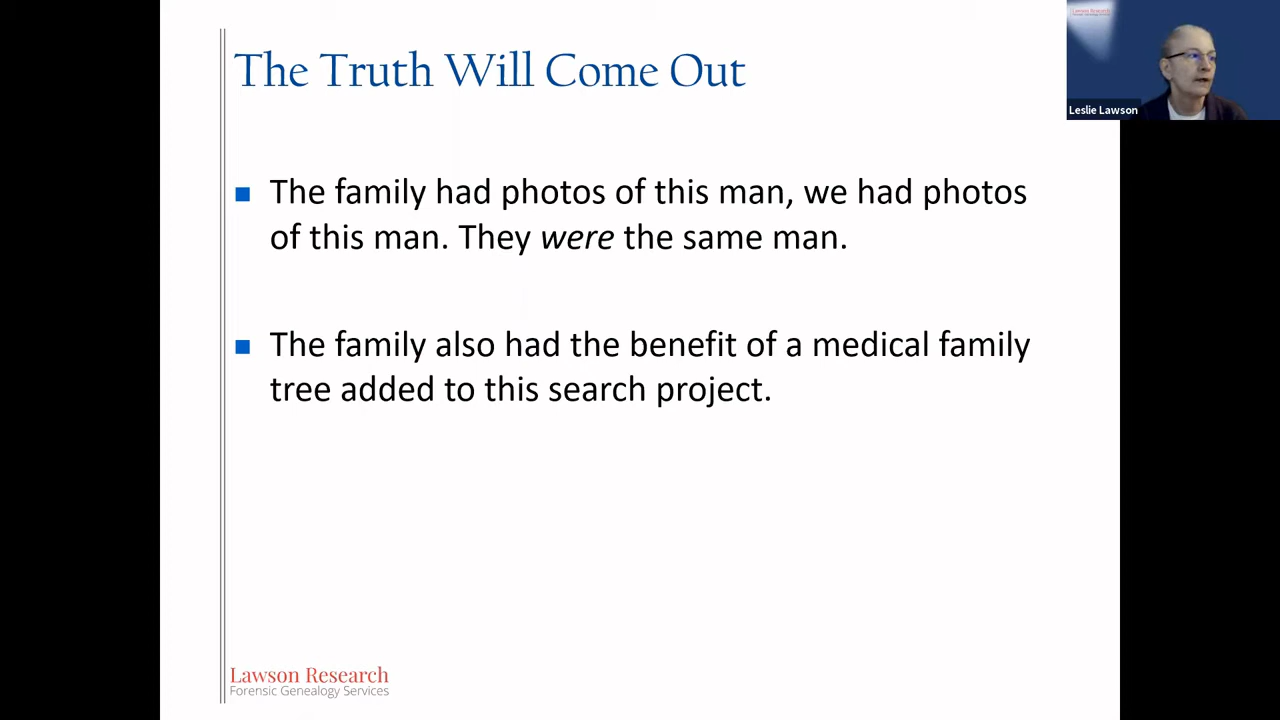 The Truth Will Come Out
The family had photos of this man, we had photos
of this man. They were the same man.
The family also had the benefit of a medical family
tree added to this search project.
Lawson Research
Forensic Genealogy Services
Lawson Research
Leslie Lawson